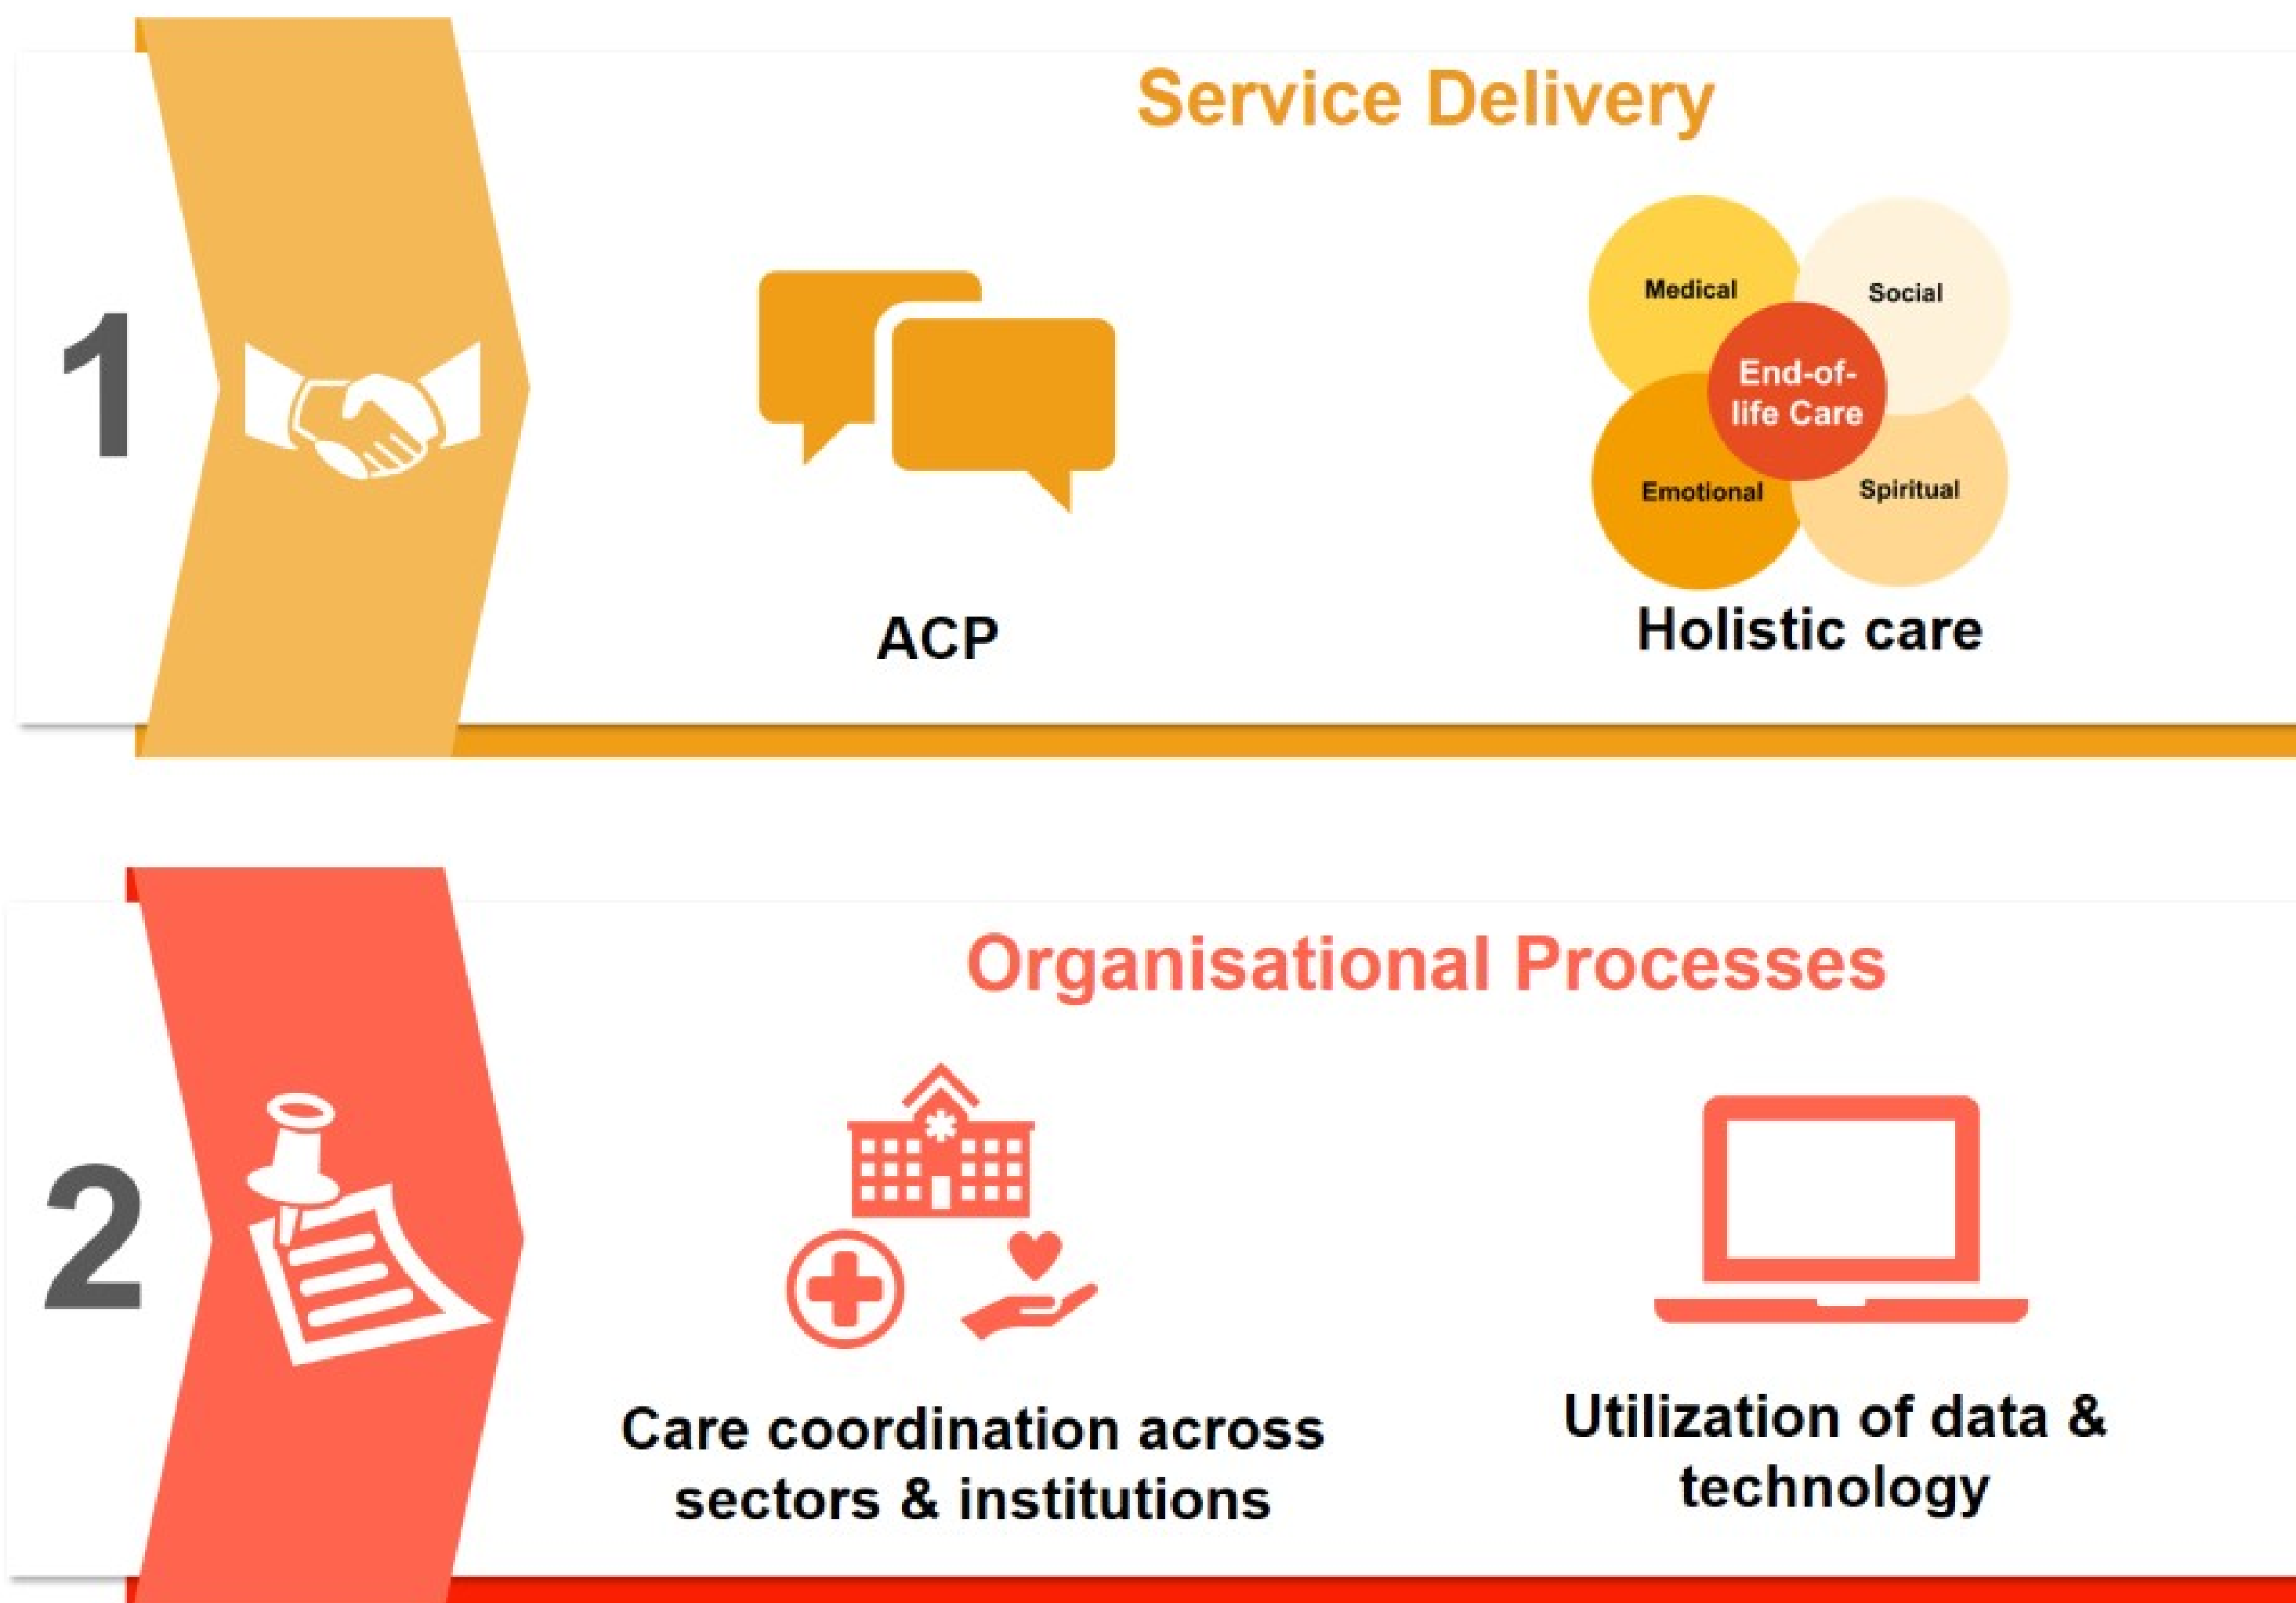 1
Service Delivery
Medical
Social
End-of-
life Care
Emotional
Spiritual
ACP
Holistic care
2
Organisational Processes
Care coordination across
sectors & institutions
Utilization of data &
technology